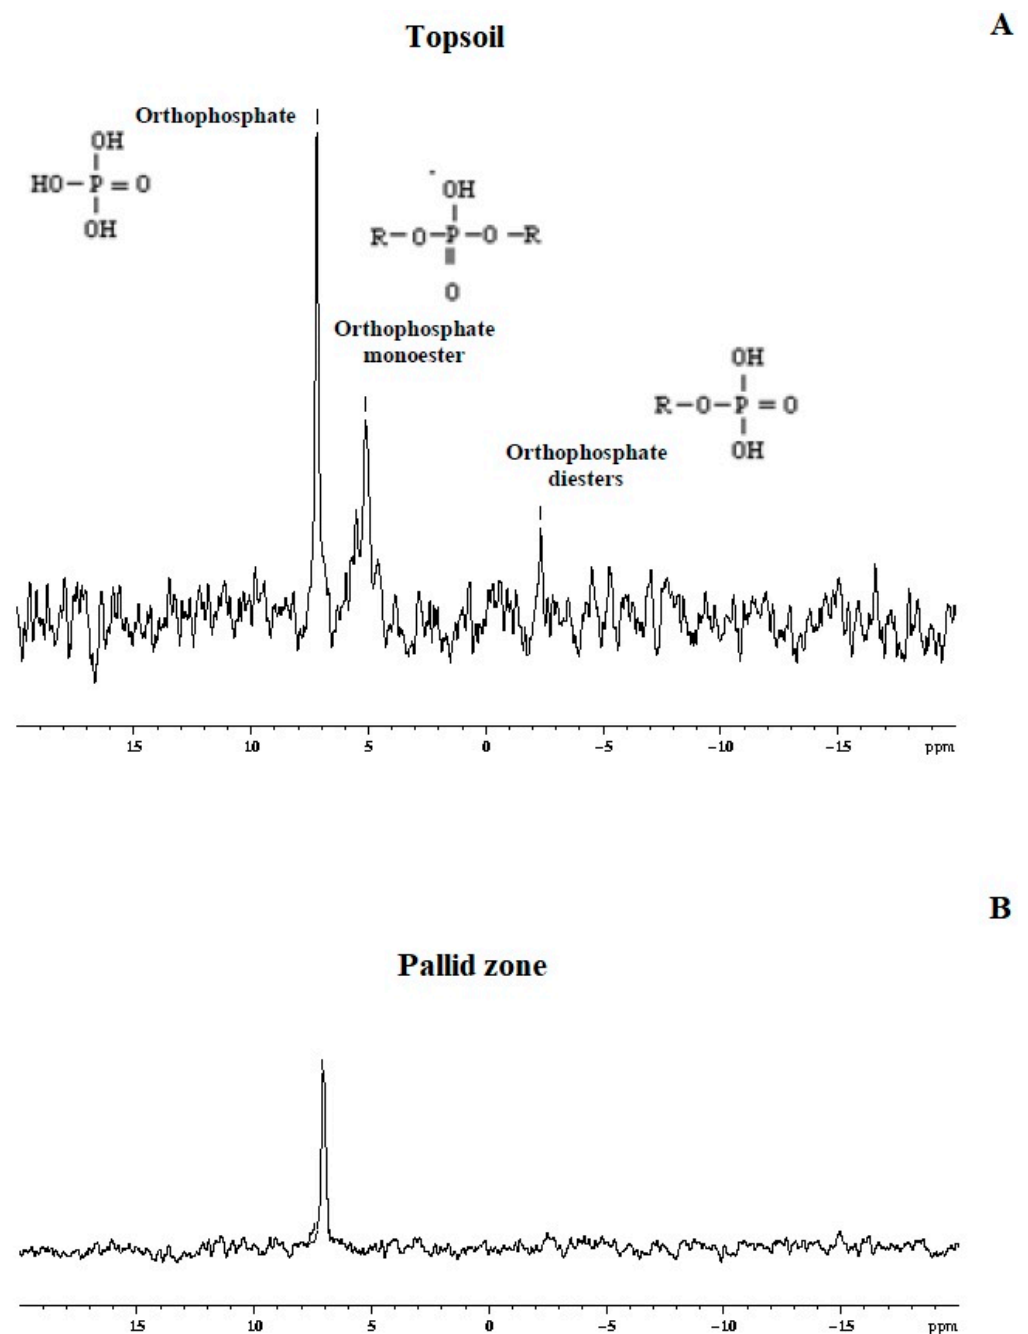 A
Topsoil
Orthophosphate
OH
HO–P=O
OH
OH
R–O–P–O–R
O
Orthophosphate
monoester
OH
R–O–P=O
OH
Orthophosphate
diesters
15 10 5 0 –5 –10 –15 ppm
B
Pallid zone
15 10 5 0 –5 –10 –15 ppm